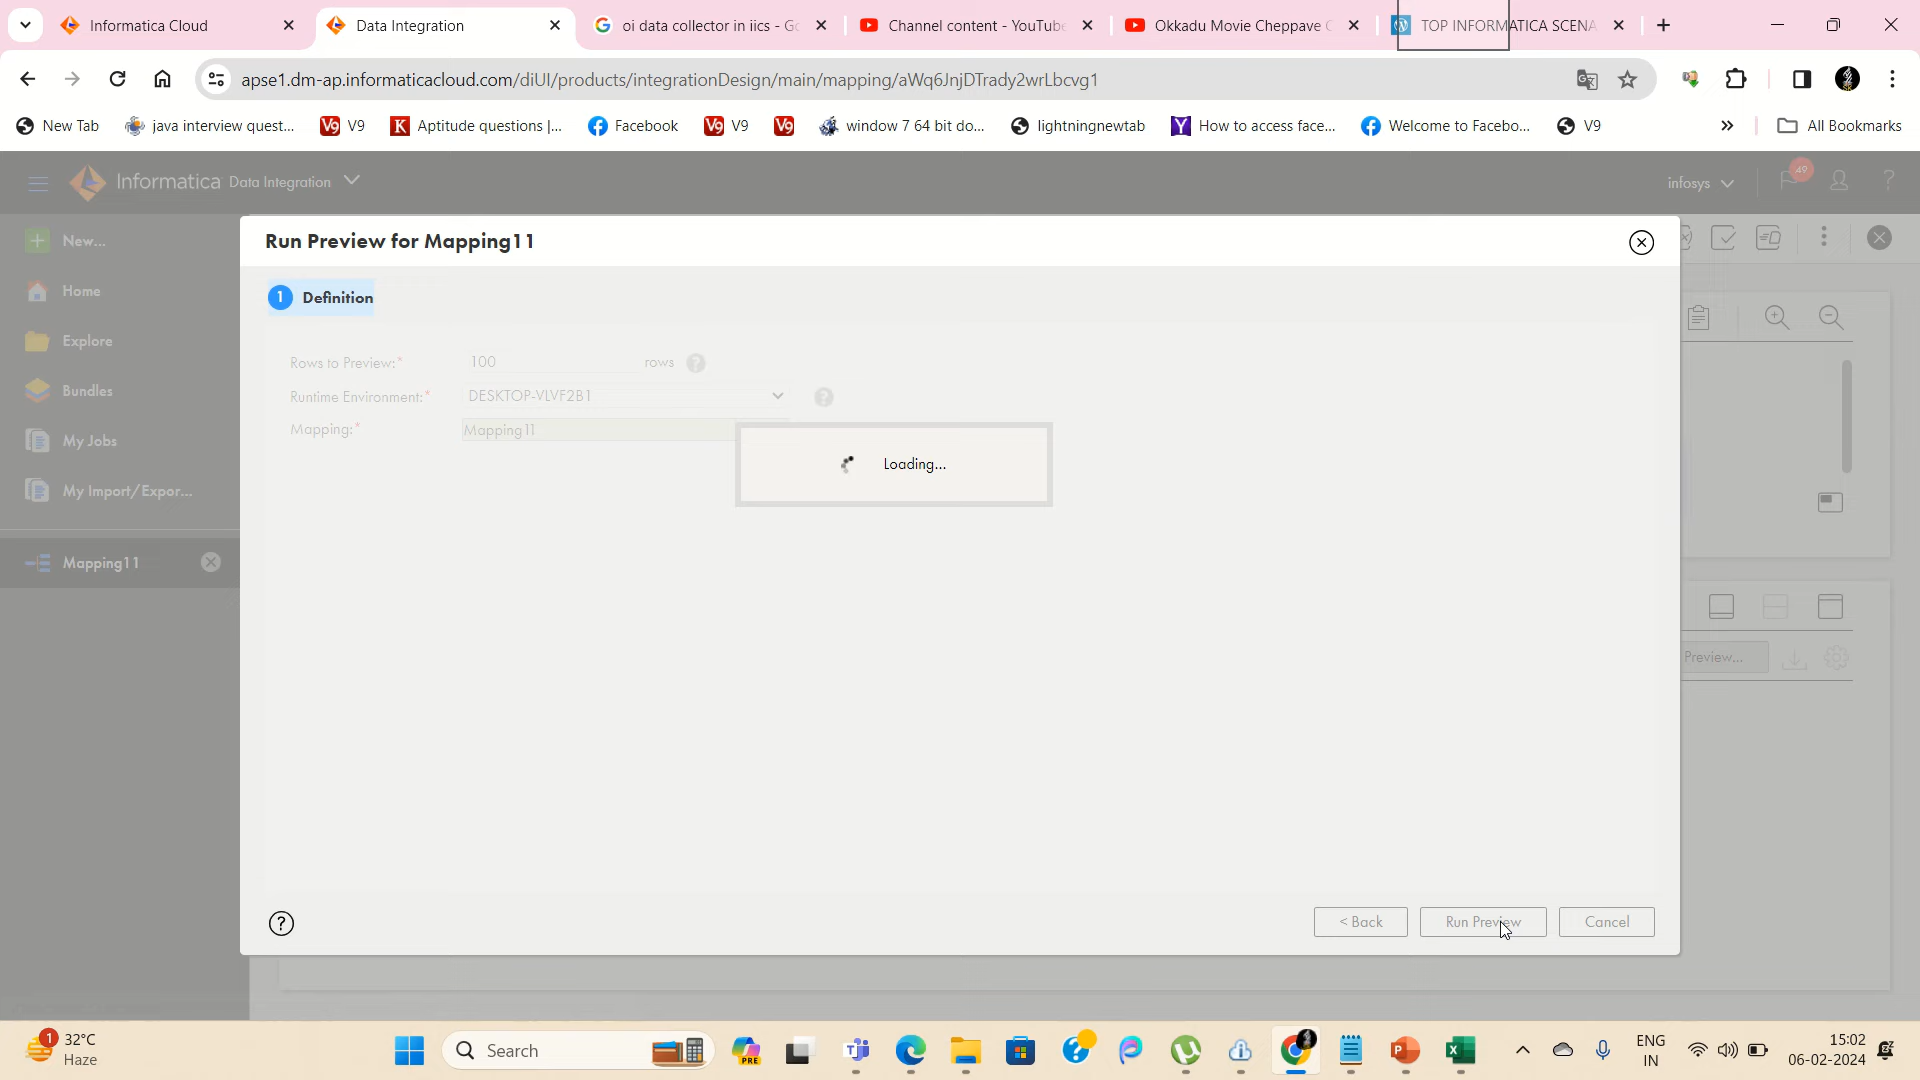 Informatica Cloud
Data Integration
oi data collector in iics - Go
Channel content - YouTube
Okkadu Movie Cheppave C
TOP INFORMATICA SCENA
apse1.dm-ap.informaticacloud.com/diUI/products/integrationDesign/main/mapping/aWq6JnjDTrady2wrLbcvg1
New Tab
java interview quest...
V9
Aptitude questions |...
Facebook
V9
window 7 64 bit do...
lightningnewtab
How to access face...
Welcome to Facebo...
V9
All Bookmarks
Informatica Data Integration
infosys
49
New...
Home
Explore
Bundles
My Jobs
My Import/Expor...
Mapping11
Run Preview for Mapping11
1 Definition
Rows to Preview:* 100 rows
Runtime Environment:* DESKTOP-VLVF2B1
Mapping:* Mapping11
Loading...
Preview...
< Back
Run Preview
Cancel
1
32°C
Haze
Search
PRE
ENG
IN
15:02
06-02-2024